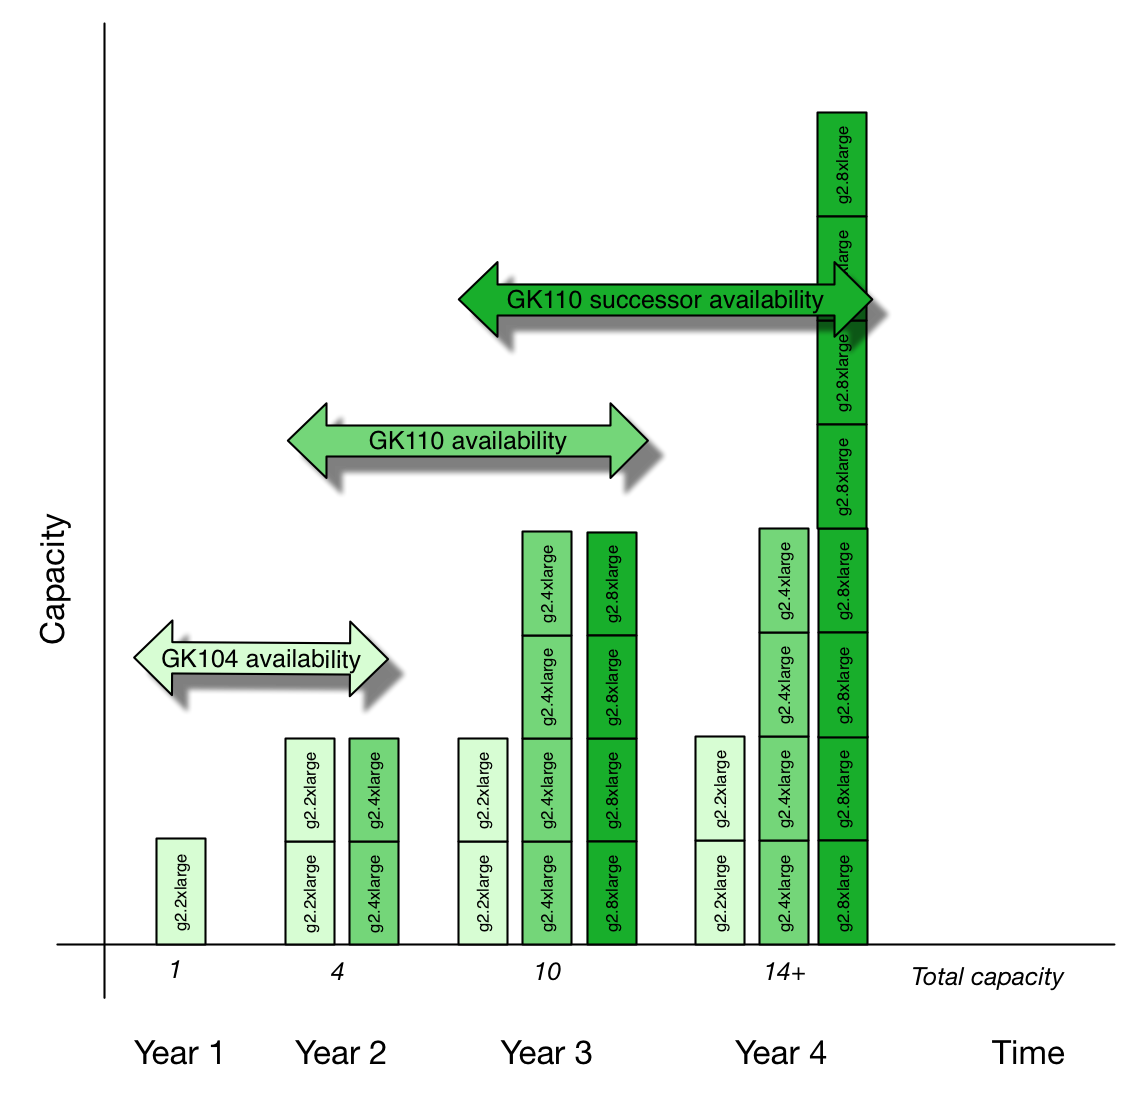 g2.8xlarge
xlarge
g2.8xlarge
g2.8xlarge
GK110 successor availability
GK110 availability
GK104 availability
Capacity
g2.2xlarge
g2.2xlarge
g2.2xlarge
g2.4xlarge
g2.4xlarge
g2.2xlarge
g2.2xlarge
g2.4xlarge
g2.4xlarge
g2.4xlarge
g2.4xlarge
g2.8xlarge
g2.8xlarge
g2.8xlarge
g2.8xlarge
g2.2xlarge
g2.2xlarge
g2.4xlarge
g2.4xlarge
g2.4xlarge
g2.4xlarge
g2.8xlarge
g2.8xlarge
g2.8xlarge
g2.8xlarge
1
4
10
14+
Total capacity
Year 1
Year 2
Year 3
Year 4
Time